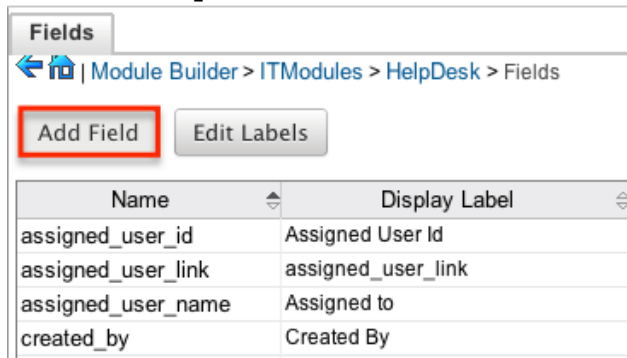 Fields
| Module Builder > ITModules > HelpDesk > Fields
Add Field Edit Labels
Name Display Label
assigned_user_id Assigned User Id
assigned_user_link assigned_user_link
assigned_user_name Assigned to
created_by Created By